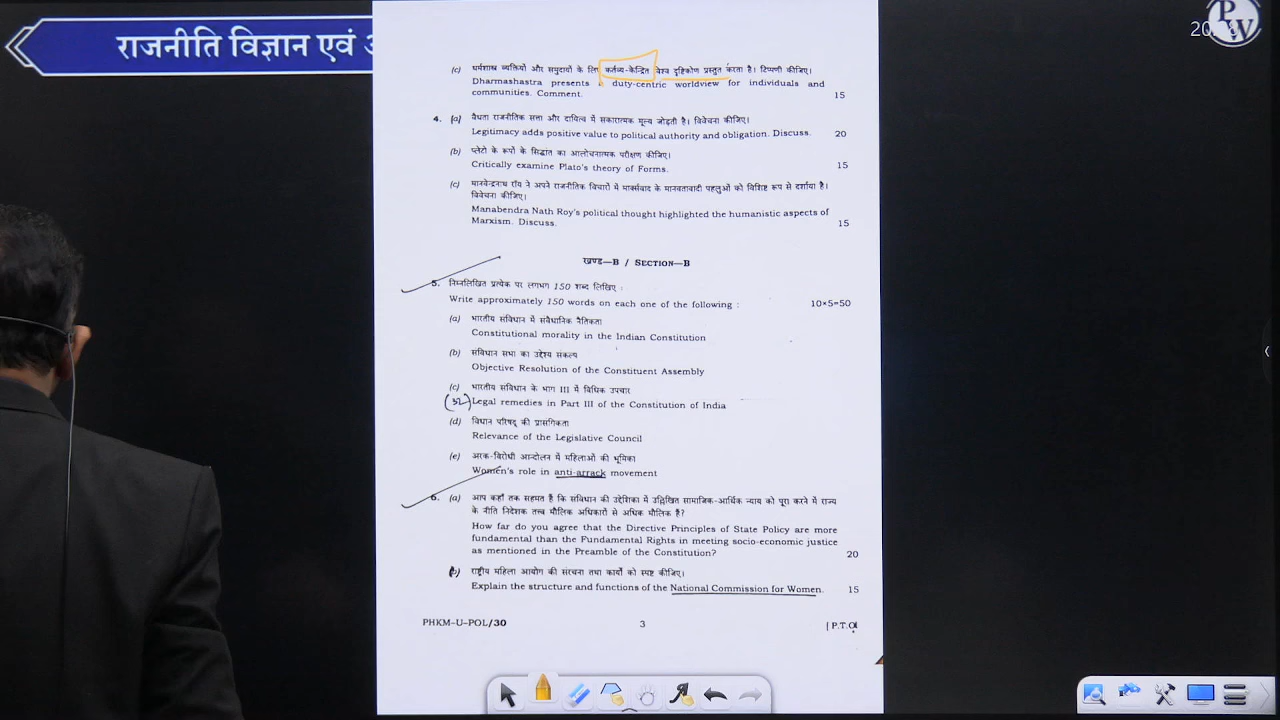 राजनीति विज्ञान एवं
PW
(c) धर्मशास्त्र व्यक्तियों और समुदायों के लिए कर्तव्य-केन्द्रित विश्व दृष्टिकोण प्रस्तुत करता है। टिप्पणी कीजिए।
Dharmashastra presents a duty-centric worldview for individuals and
communities. Comment. 15
4. (a) वैधता राजनीतिक सत्ता और दायित्व में सकारात्मक मूल्य जोड़ती है। विवेचना कीजिए।
Legitimacy adds positive value to political authority and obligation. Discuss. 20
(b) प्लेटो के रूपों के सिद्धांत का आलोचनात्मक परीक्षण कीजिए।
Critically examine Plato's theory of Forms. 15
(c) मानवेन्द्रनाथ रॉय ने अपने राजनीतिक विचारों में मार्क्सवाद के मानवतावादी पहलुओं को विशिष्ट रूप से दर्शाया है।
विवेचना कीजिए।
Manabendra Nath Roy's political thought highlighted the humanistic aspects of
Marxism. Discuss. 15
खण्ड—B / SECTION—B
5. निम्नलिखित प्रत्येक पर लगभग 150 शब्द लिखिए :
Write approximately 150 words on each one of the following : 10×5=50
(a) भारतीय संविधान में संवैधानिक नैतिकता
Constitutional morality in the Indian Constitution
(b) संविधान सभा का उद्देश्य संकल्प
Objective Resolution of the Constituent Assembly
(c) भारतीय संविधान के भाग III में विधिक उपचार
(32) Legal remedies in Part III of the Constitution of India
(d) विधान परिषद् की प्रासंगिकता
Relevance of the Legislative Council
(e) अरक-विरोधी आन्दोलन में महिलाओं की भूमिका
Women's role in anti-arrack movement
6. (a) आप कहाँ तक सहमत हैं कि संविधान की उद्देशिका में उल्लिखित सामाजिक-आर्थिक न्याय को पूरा करने में राज्य
के नीति निदेशक तत्त्व मौलिक अधिकारों से अधिक मौलिक हैं?
How far do you agree that the Directive Principles of State Policy are more
fundamental than the Fundamental Rights in meeting socio-economic justice
as mentioned in the Preamble of the Constitution? 20
(b) राष्ट्रीय महिला आयोग की संरचना तथा कार्यों को स्पष्ट कीजिए।
Explain the structure and functions of the National Commission for Women. 15
PHKM-U-POL/30 3 [ P.T.O.